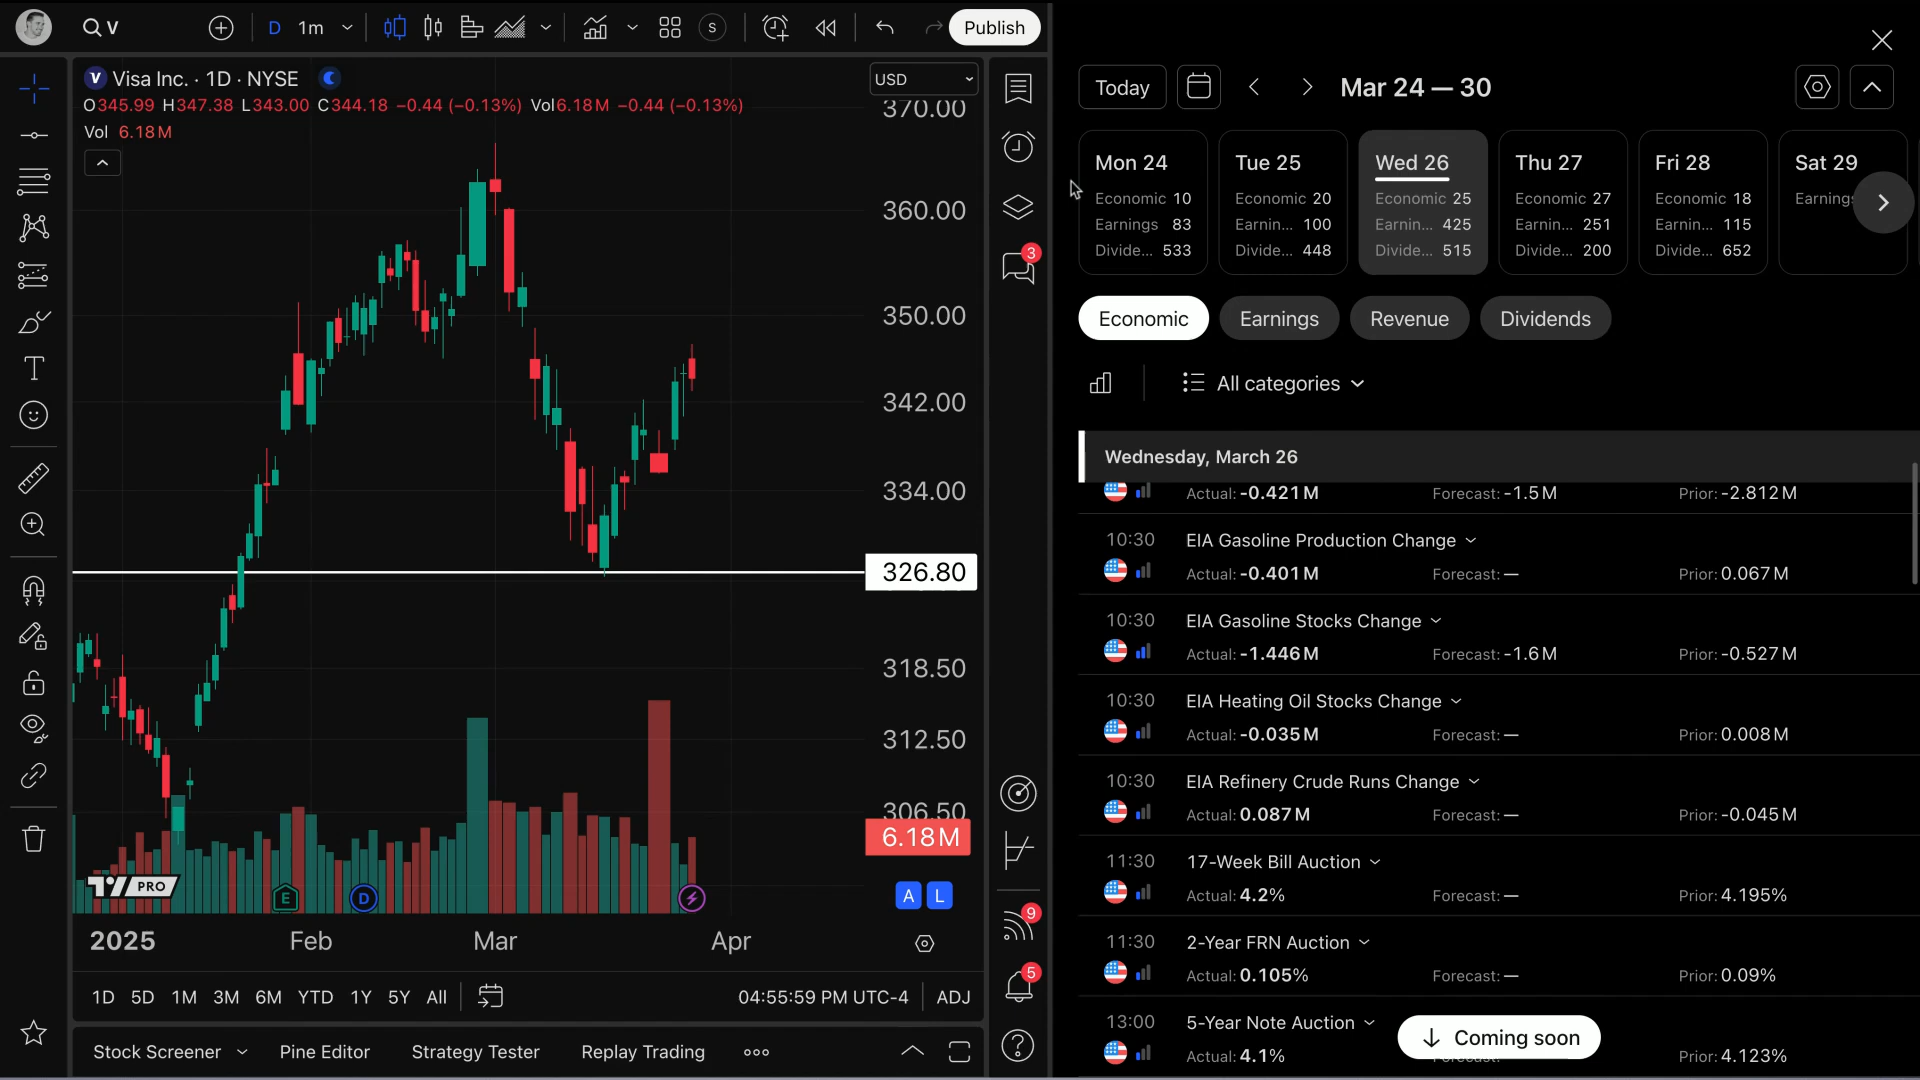 V
D 1m
S
Publish
V Visa Inc. · 1D · NYSE
USD
O345.99 H347.38 L343.00 C344.18 −0.44 (−0.13%) Vol6.18M −0.44 (−0.13%)
Vol 6.18M
370.00
360.00
350.00
342.00
334.00
326.80
318.50
312.50
306.50
6.18M
PRO
E
D
A L
2025 Feb Mar Apr
1D 5D 1M 3M 6M YTD 1Y 5Y All
04:55:59 PM UTC-4
ADJ
Stock Screener Pine Editor Strategy Tester Replay Trading
3
9
5
Today
Mar 24 — 30
Mon 24
Economic 10
Earnings 83
Divide... 533
Tue 25
Economic 20
Earnin... 100
Divide... 448
Wed 26
Economic 25
Earnin... 425
Divide... 515
Thu 27
Economic 27
Earnin... 251
Divide... 200
Fri 28
Economic 18
Earnin... 115
Divide... 652
Sat 29
Earnings
Economic Earnings Revenue Dividends
All categories
Wednesday, March 26
Actual: -0.421M Forecast: -1.5M Prior: -2.812M
10:30 EIA Gasoline Production Change
Actual: -0.401M Forecast: — Prior: 0.067M
10:30 EIA Gasoline Stocks Change
Actual: -1.446M Forecast: -1.6M Prior: -0.527M
10:30 EIA Heating Oil Stocks Change
Actual: -0.035M Forecast: — Prior: 0.008M
10:30 EIA Refinery Crude Runs Change
Actual: 0.087M Forecast: — Prior: -0.045M
11:30 17-Week Bill Auction
Actual: 4.2% Forecast: — Prior: 4.195%
11:30 2-Year FRN Auction
Actual: 0.105% Forecast: — Prior: 0.09%
13:00 5-Year Note Auction
Coming soon
Actual: 4.1% Prior: 4.123%